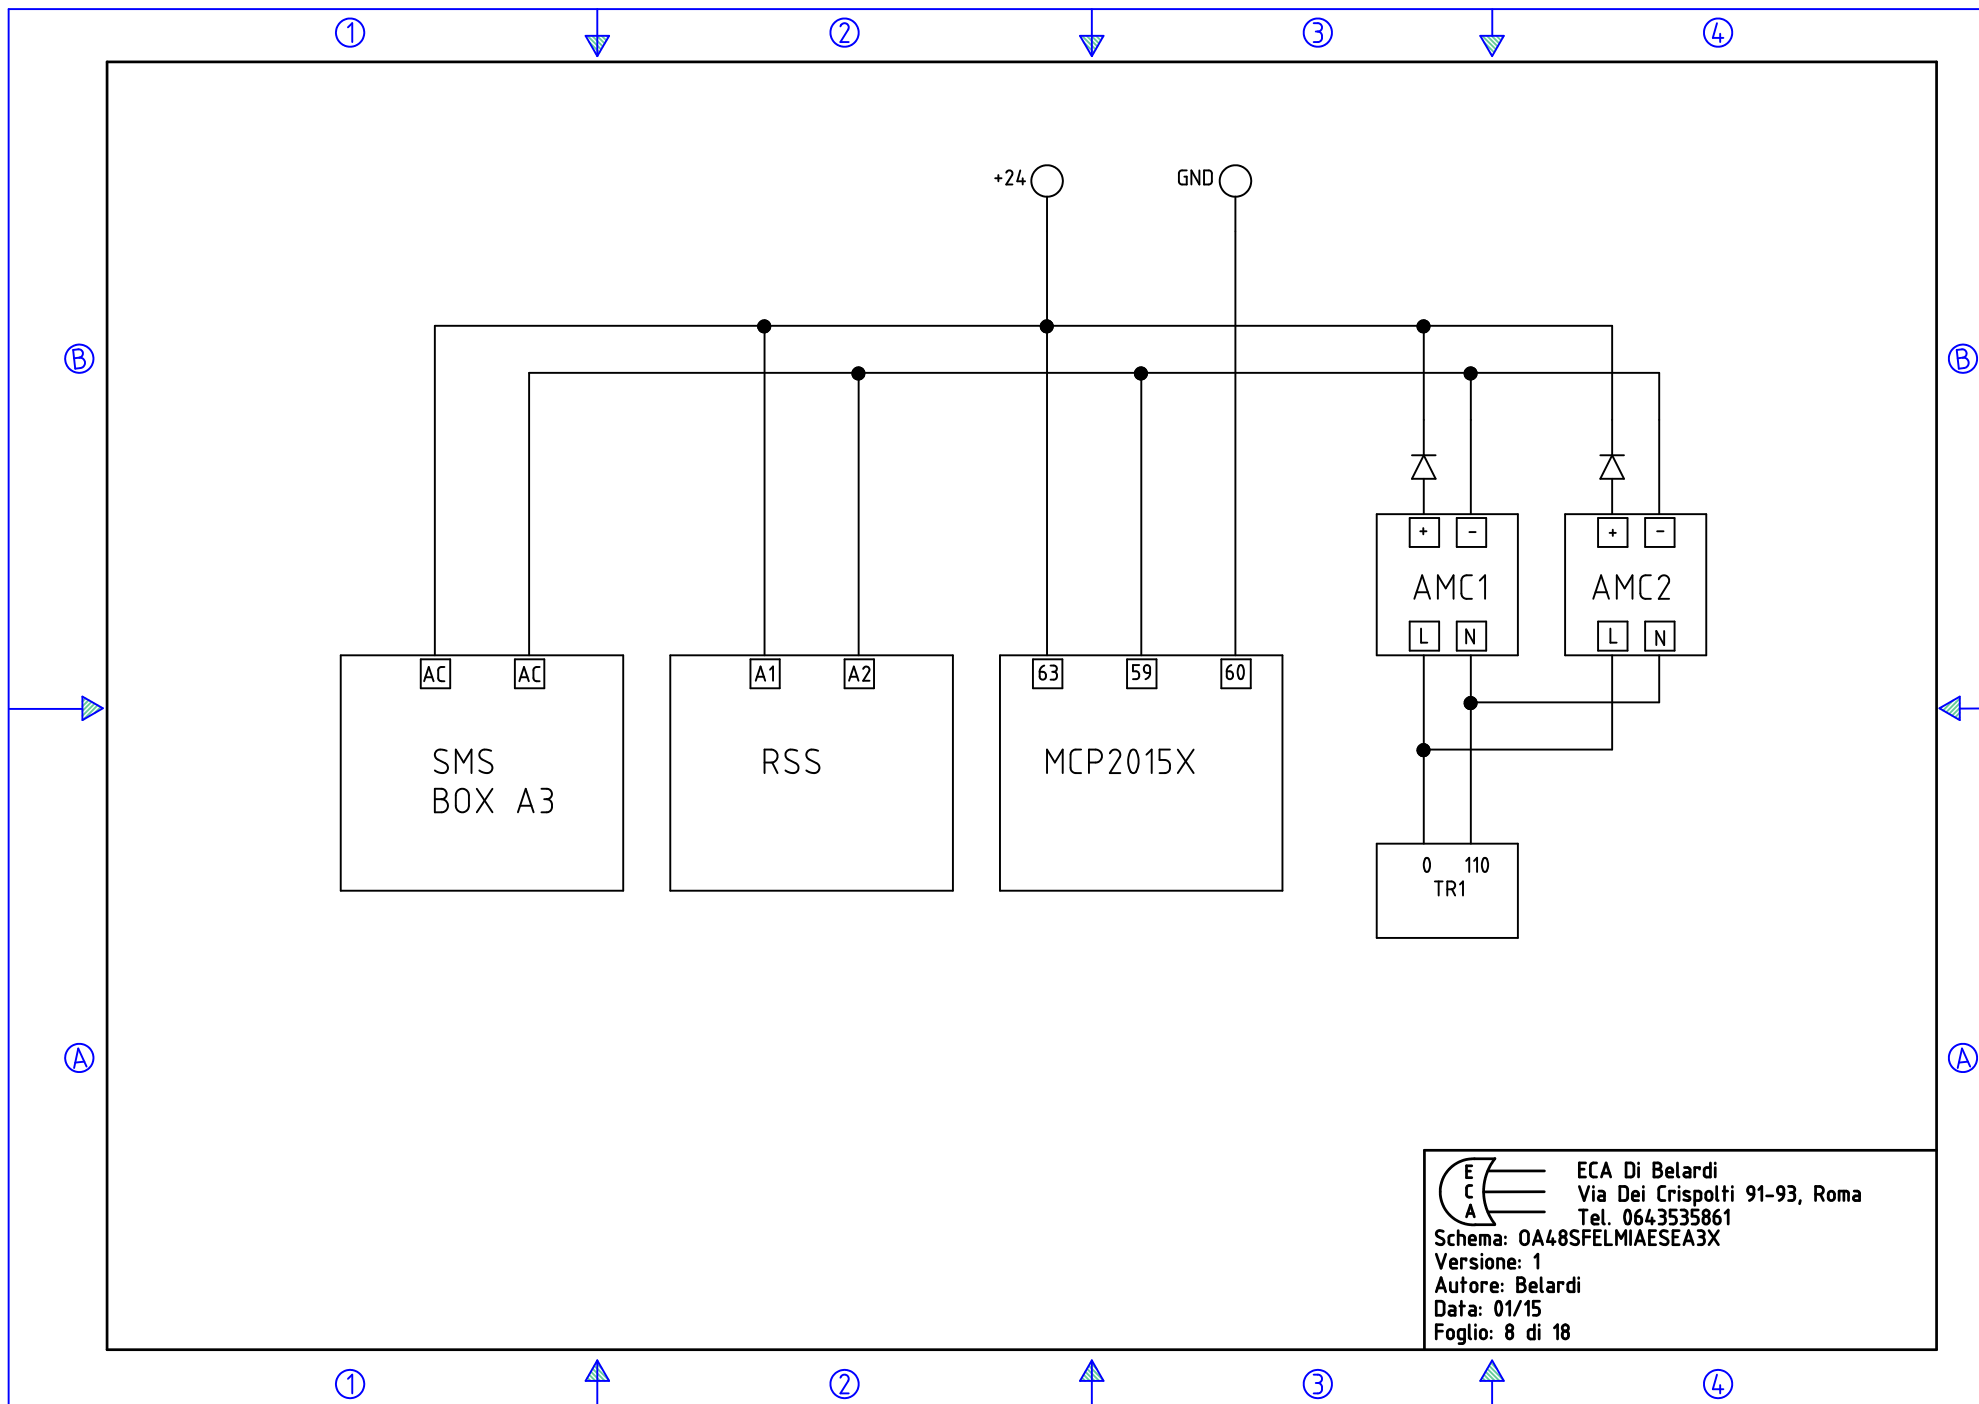 1 2 3 4
+24 GND
B B
+ - + -
AMC1 AMC2
L N L N
AC AC A1 A2 63 59 60
SMS RSS MCP2015X
BOX A3
0 110
TR1
A A
E
C
A
ECA Di Belardi
Via Dei Crispolti 91-93, Roma
Tel. 0643535861
Schema: OA48SFELMIAESEA3X
Versione: 1
Autore: Belardi
Data: 01/15
Foglio: 8 di 18
1 2 3 4